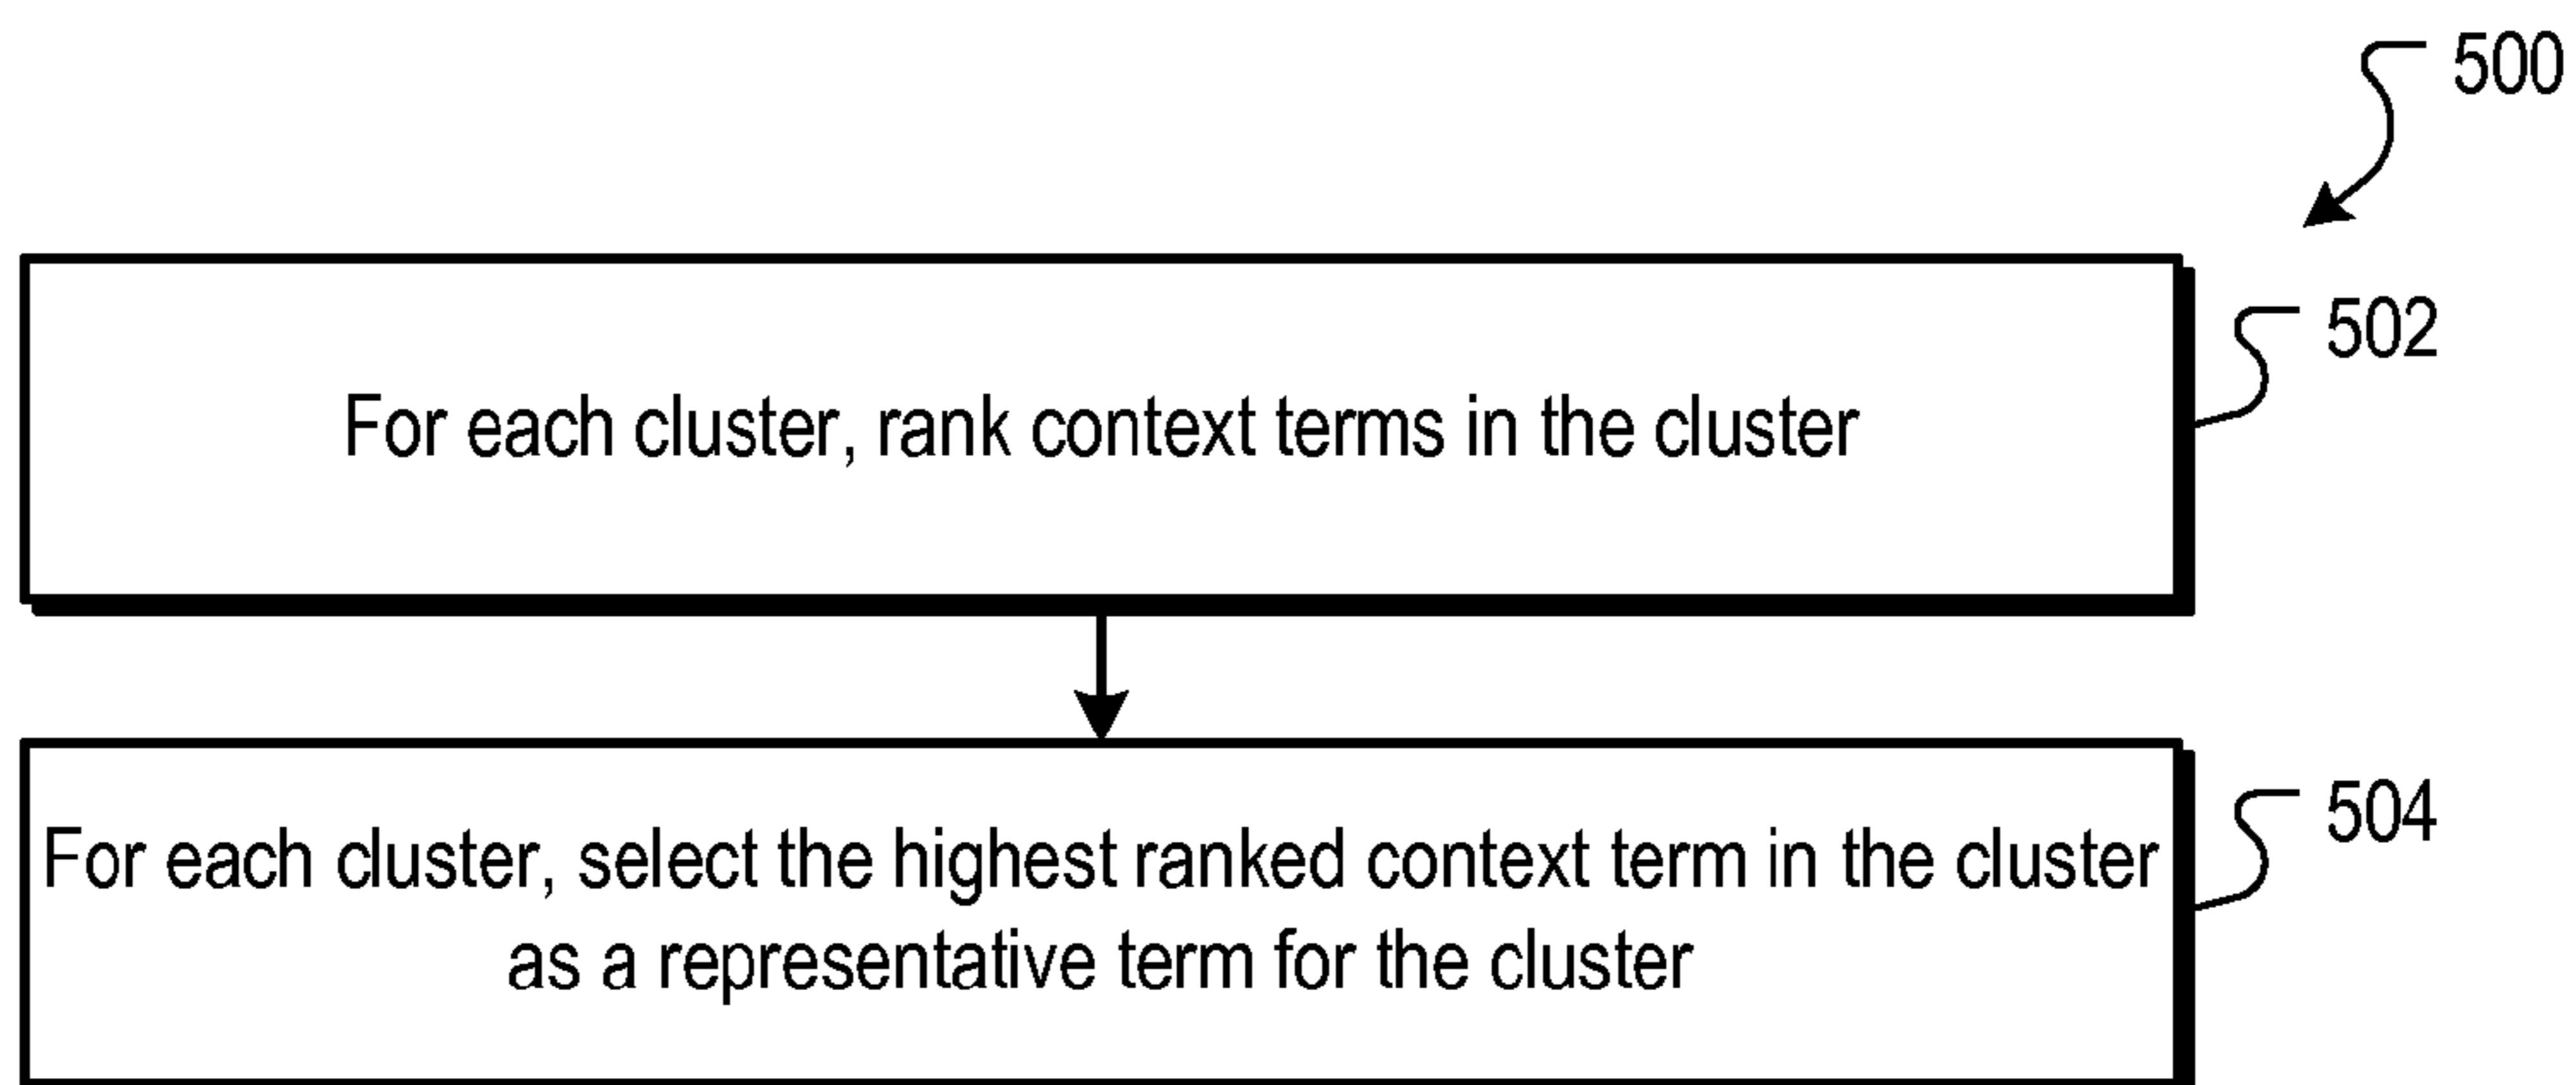 500
502
For each cluster, rank context terms in the cluster
504
For each cluster, select the highest ranked context term in the cluster
as a representative term for the cluster